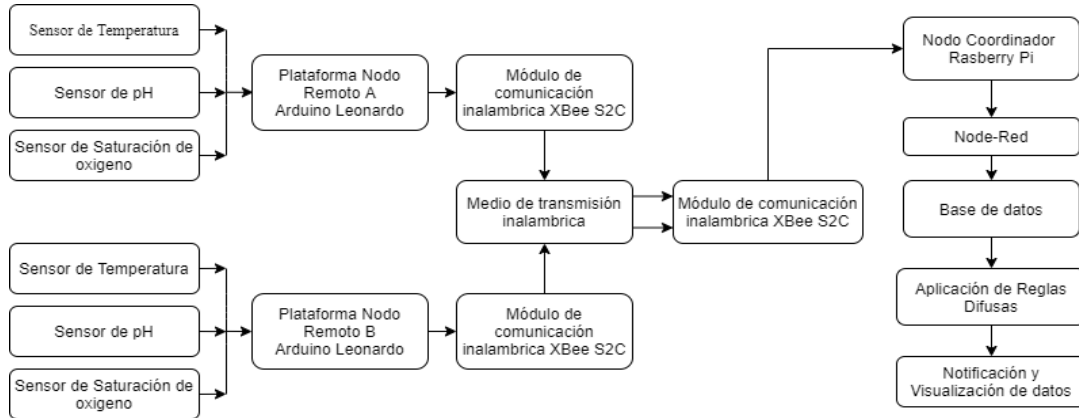 Sensor de Temperatura
Sensor de pH
Sensor de Saturación de
oxigeno
Plataforma Nodo
Remoto A
Arduino Leonardo
Módulo de
comunicación
inalambrica XBee S2C
Medio de transmisión
inalambrica
Módulo de comunicación
inalambrica XBee S2C
Sensor de Temperatura
Sensor de pH
Sensor de Saturación de
oxigeno
Plataforma Nodo
Remoto B
Arduino Leonardo
Módulo de
comunicación
inalambrica XBee S2C
Nodo Coordinador
Rasberry Pi
Node-Red
Base de datos
Aplicación de Reglas
Difusas
Notificación y
Visualización de datos